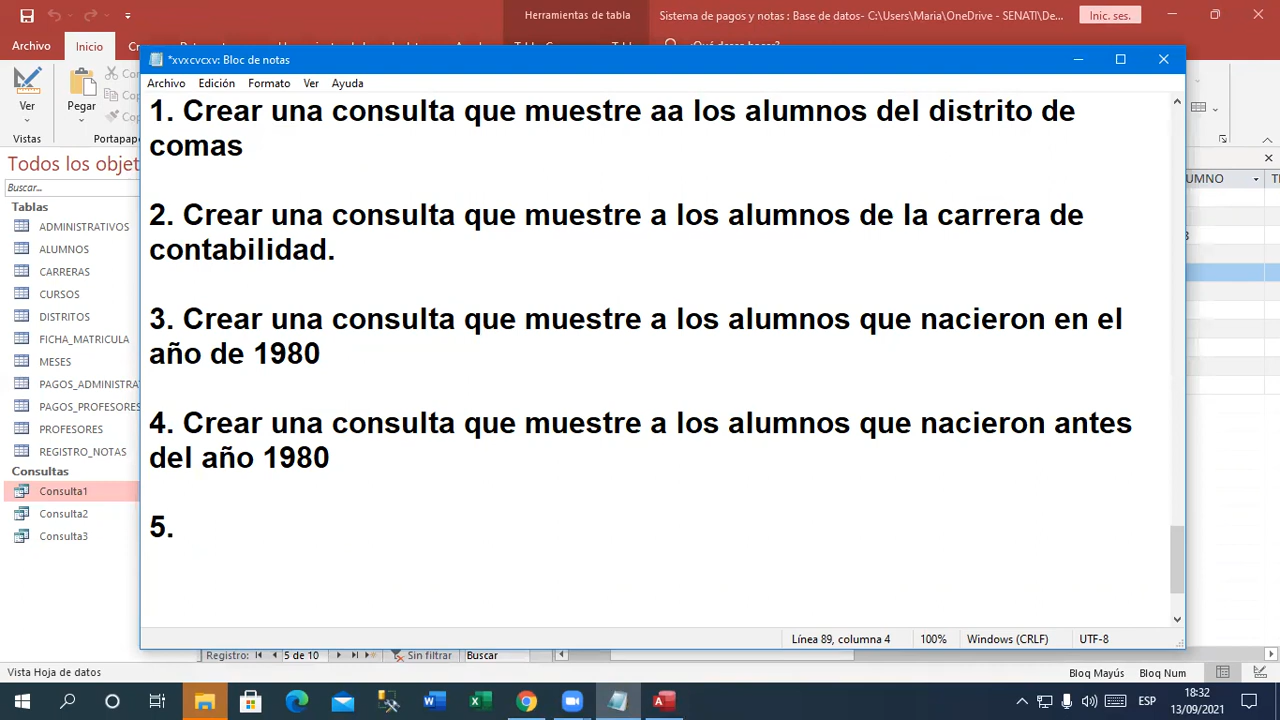 Herramientas de tabla
Sistema de pagos y notas : Base de datos- C:\Users\Maria\OneDrive - SENATI\De...
Inic. ses.
Archivo
Inicio
¿Qué desea hacer?
*xvxcvcxv: Bloc de notas
Archivo Edición Formato Ver Ayuda
Ver
Pegar
Vistas
Portapape
Todos los objet
Buscar...
Tablas
ADMINISTRATIVOS
ALUMNOS
CARRERAS
CURSOS
DISTRITOS
FICHA_MATRICULA
MESES
PAGOS_ADMINISTRA
PAGOS_PROFESORES
PROFESORES
REGISTRO_NOTAS
Consultas
Consulta1
Consulta2
Consulta3
1. Crear una consulta que muestre aa los alumnos del distrito de
comas
2. Crear una consulta que muestre a los alumnos de la carrera de
contabilidad.
3. Crear una consulta que muestre a los alumnos que nacieron en el
año de 1980
4. Crear una consulta que muestre a los alumnos que nacieron antes
del año 1980
5.
UMNO
Línea 89, columna 4 100% Windows (CRLF) UTF-8
Registro: 5 de 10 Sin filtrar Buscar
Vista Hoja de datos
Bloq Mayús Bloq Num
ESP
18:32
13/09/2021